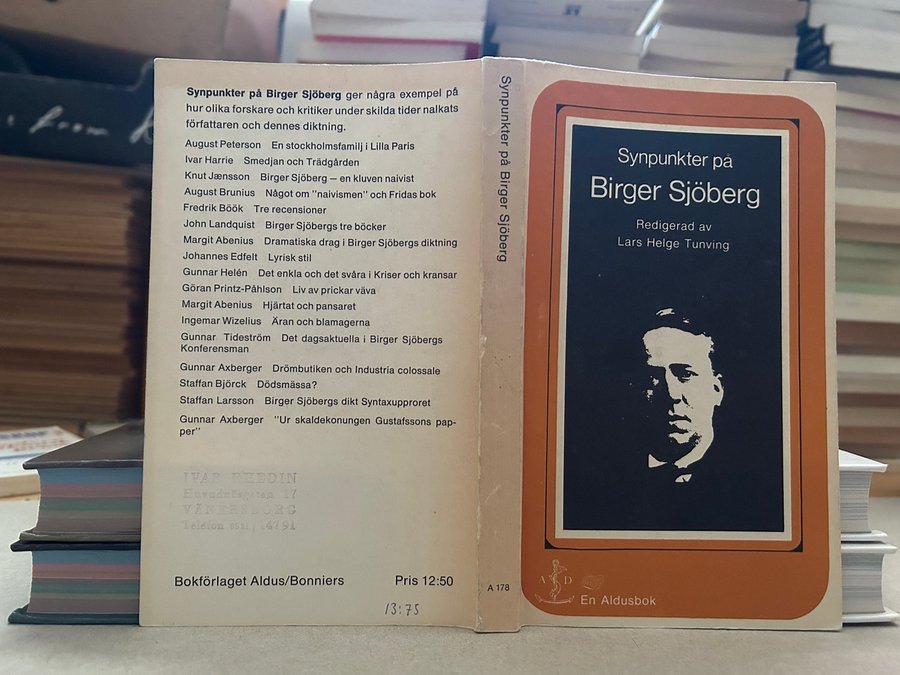 Synpunkter på Birger Sjöberg ger några exempel på
hur olika forskare och kritiker under skilda tider nalkats
författaren och dennes diktning.
August Peterson En stockholmsfamilj i Lilla Paris
Ivar Harrie Smedjan och Trädgården
Knut Jænsson Birger Sjöberg – en kluven naivist
August Brunius Något om "naivismen" och Fridas bok
Fredrik Böök Tre recensioner
John Landquist Birger Sjöbergs tre böcker
Margit Abenius Dramatiska drag i Birger Sjöbergs diktning
Johannes Edfelt Lyrisk stil
Gunnar Helén Det enkla och det svåra i Kriser och kransar
Göran Printz-Påhlson Liv av prickar väva
Margit Abenius Hjärtat och pansaret
Ingemar Wizelius Äran och blamagerna
Gunnar Tideström Det dagsaktuella i Birger Sjöbergs
Konferensman
Gunnar Axberger Drömbutiken och Industria colossale
Staffan Björck Dödsmässa?
Staffan Larsson Birger Sjöbergs dikt Syntaxupproret
Gunnar Axberger "Ur skaldekonungen Gustafssons pap-
per"
IVAR RHEDIN
17
VÄNERSBORG
Telefon
Bokförlaget Aldus/Bonniers Pris 12:50
13:75
Synpunkter på Birger Sjöberg
A 178
Synpunkter på
Birger Sjöberg
Redigerad av
Lars Helge Tunving
A D
En Aldusbok
from